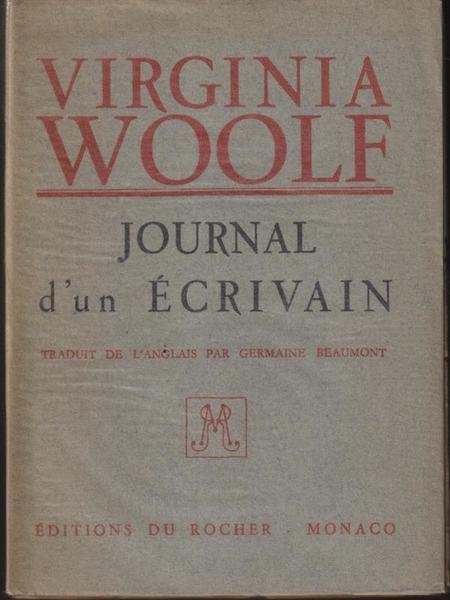 VIRGINIA
WOOLF
JOURNAL
d'un ÉCRIVAIN
TRADUIT DE L'ANGLAIS PAR GERMAINE BEAUMONT
ÉDITIONS DU ROCHER - MONACO